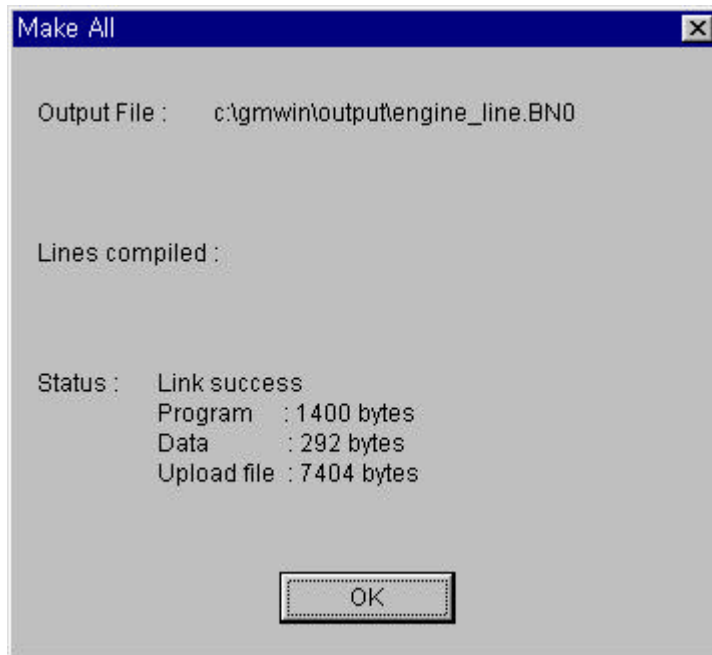 Make All
Output File : c:\gmwin\output\engine_line.BN0
Lines compiled :
Status : Link success
Program : 1400 bytes
Data : 292 bytes
Upload file : 7404 bytes
OK